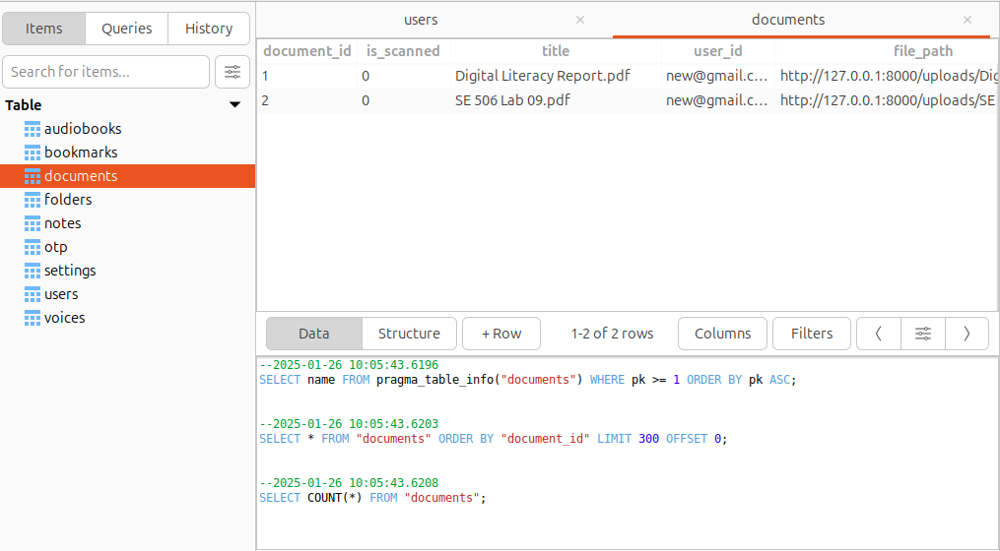 Items Queries History
Search for items...
Table
audiobooks
bookmarks
documents
folders
notes
otp
settings
users
voices
users × documents ×
document_id is_scanned title user_id file_path
1 0 Digital Literacy Report.pdf new@gmail.c... http://127.0.0.1:8000/uploads/Dig
2 0 SE 506 Lab 09.pdf new@gmail.c... http://127.0.0.1:8000/uploads/SE
Data Structure + Row 1-2 of 2 rows Columns Filters
--2025-01-26 10:05:43.6196
SELECT name FROM pragma_table_info("documents") WHERE pk >= 1 ORDER BY pk ASC;
--2025-01-26 10:05:43.6203
SELECT * FROM "documents" ORDER BY "document_id" LIMIT 300 OFFSET 0;
--2025-01-26 10:05:43.6208
SELECT COUNT(*) FROM "documents";